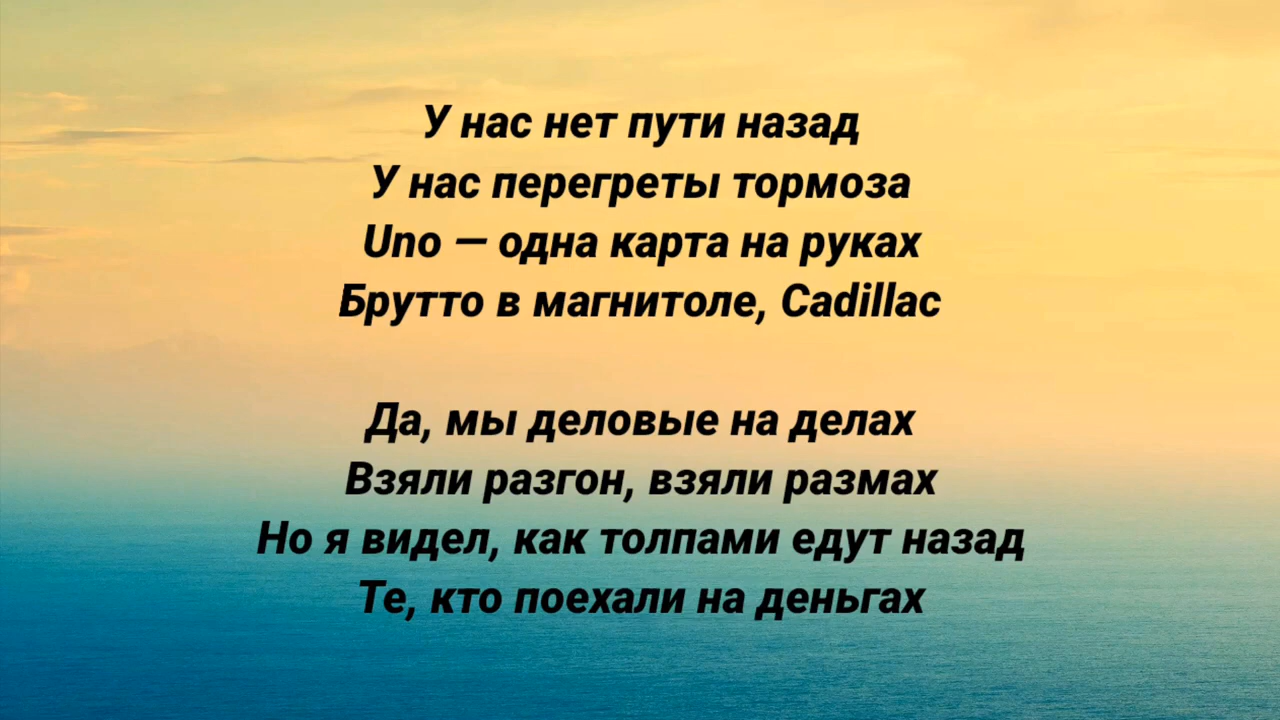 У нас нет пути назад
У нас перегреты тормоза
Uno — одна карта на руках
Брутто в магнитоле, Cadillac
Да, мы деловые на делах
Взяли разгон, взяли размах
Но я видел, как толпами едут назад
Те, кто поехали на деньгах